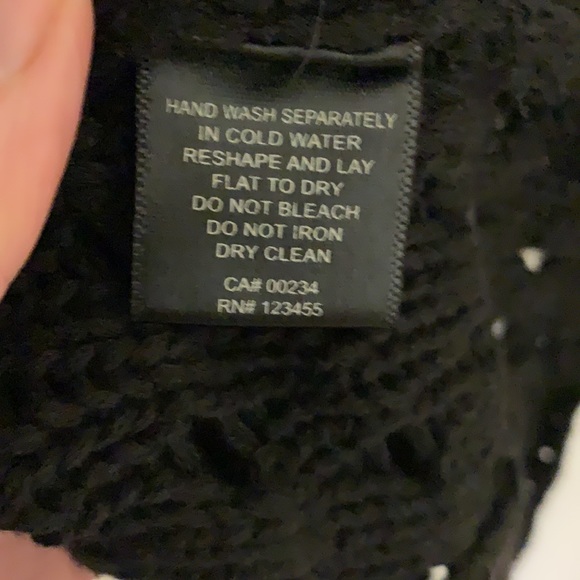 HAND WASH SEPARATELY
IN COLD WATER
RESHAPE AND LAY
FLAT TO DRY
DO NOT BLEACH
DO NOT IRON
DRY CLEAN
CA# 00234
RN# 123455